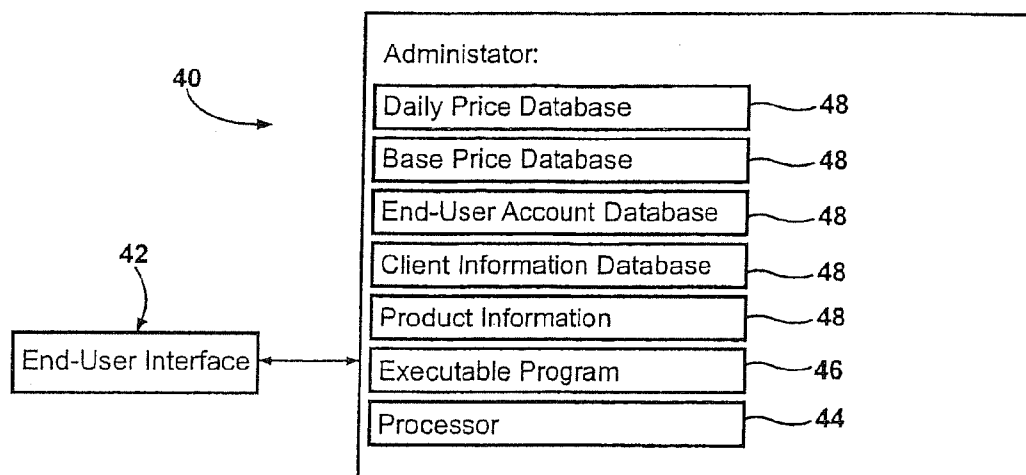 Administator:
40
Daily Price Database
48
Base Price Database
48
End-User Account Database
48
Client Information Database
48
42
Product Information
48
End-User Interface
Executable Program
46
Processor
44